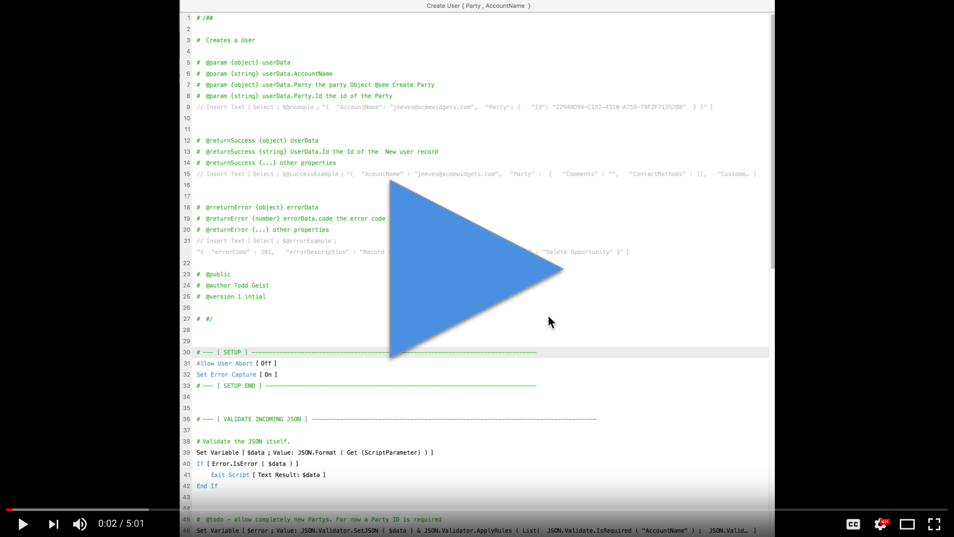 Create User { Party , AccountName }
1 # /##
2
3 # Creates a User
4
5 # @param {object} userData
6 # @param {string} userData.AccountName
7 # @param {object} userData.Party the party Object @see Create Party
8 # @param {string} userData.Party.Id the id of the Party
9 // Insert Text [ Select ; $@example ; "{ "AccountName": "jeeves@acmewidgets.com", "Party": { "Id": "22948D94-C157-4310-A759-79F2F7135288" } }" ]
10
11
12 # @returnSuccess {object} UserData
13 # @returnSuccess {string} UserData.Id the Id of the New user record
14 # @returnSuccess {...} other properties
15 // Insert Text [ Select ; $@successExample ; "{ "AcountName" : "jeeves@acmewidgets.com", "Party" : { "Comments" : "", "ContactMethods" : [], "Custome… ]
16
17
18 # @rreturnError {object} errorData
19 # @returnError {number} errorData.code the error code
20 # @returnError {...} other properties
21 // Insert Text [ Select ; $@errorExample ;
"{ "errorCode" : 301, "errorDescription" : "Record : "Delete Opportunity" }" ]
22
23 # @public
24 # @author Todd Geist
25 # @version 1 intial
26
27 # #/
28
29
30 # --- [ SETUP ] ---
31 Allow User Abort [ Off ]
32 Set Error Capture [ On ]
33 # --- [ SETUP END ] ---
34
35
36 # --- [ VALIDATE INCOMING JSON ] ---
37
38 # Validate the JSON itself.
39 Set Variable [ $data ; Value: JSON.Format ( Get (ScriptParameter) ) ]
40 If [ Error.IsError ( $data ) ]
41 Exit Script [ Text Result: $data ]
42 End If
43
44
45 # @todo - allow completely new Partys. For now a Party ID is required
46 Set Variable [ $error ; Value: JSON.Validator.SetJSON ( $data ) & JSON.Validator.ApplyRules ( List( JSON.Validate.IsRequired ( "AccountName" ) ; JSON.Valid… ]
0:02 / 5:01
CC